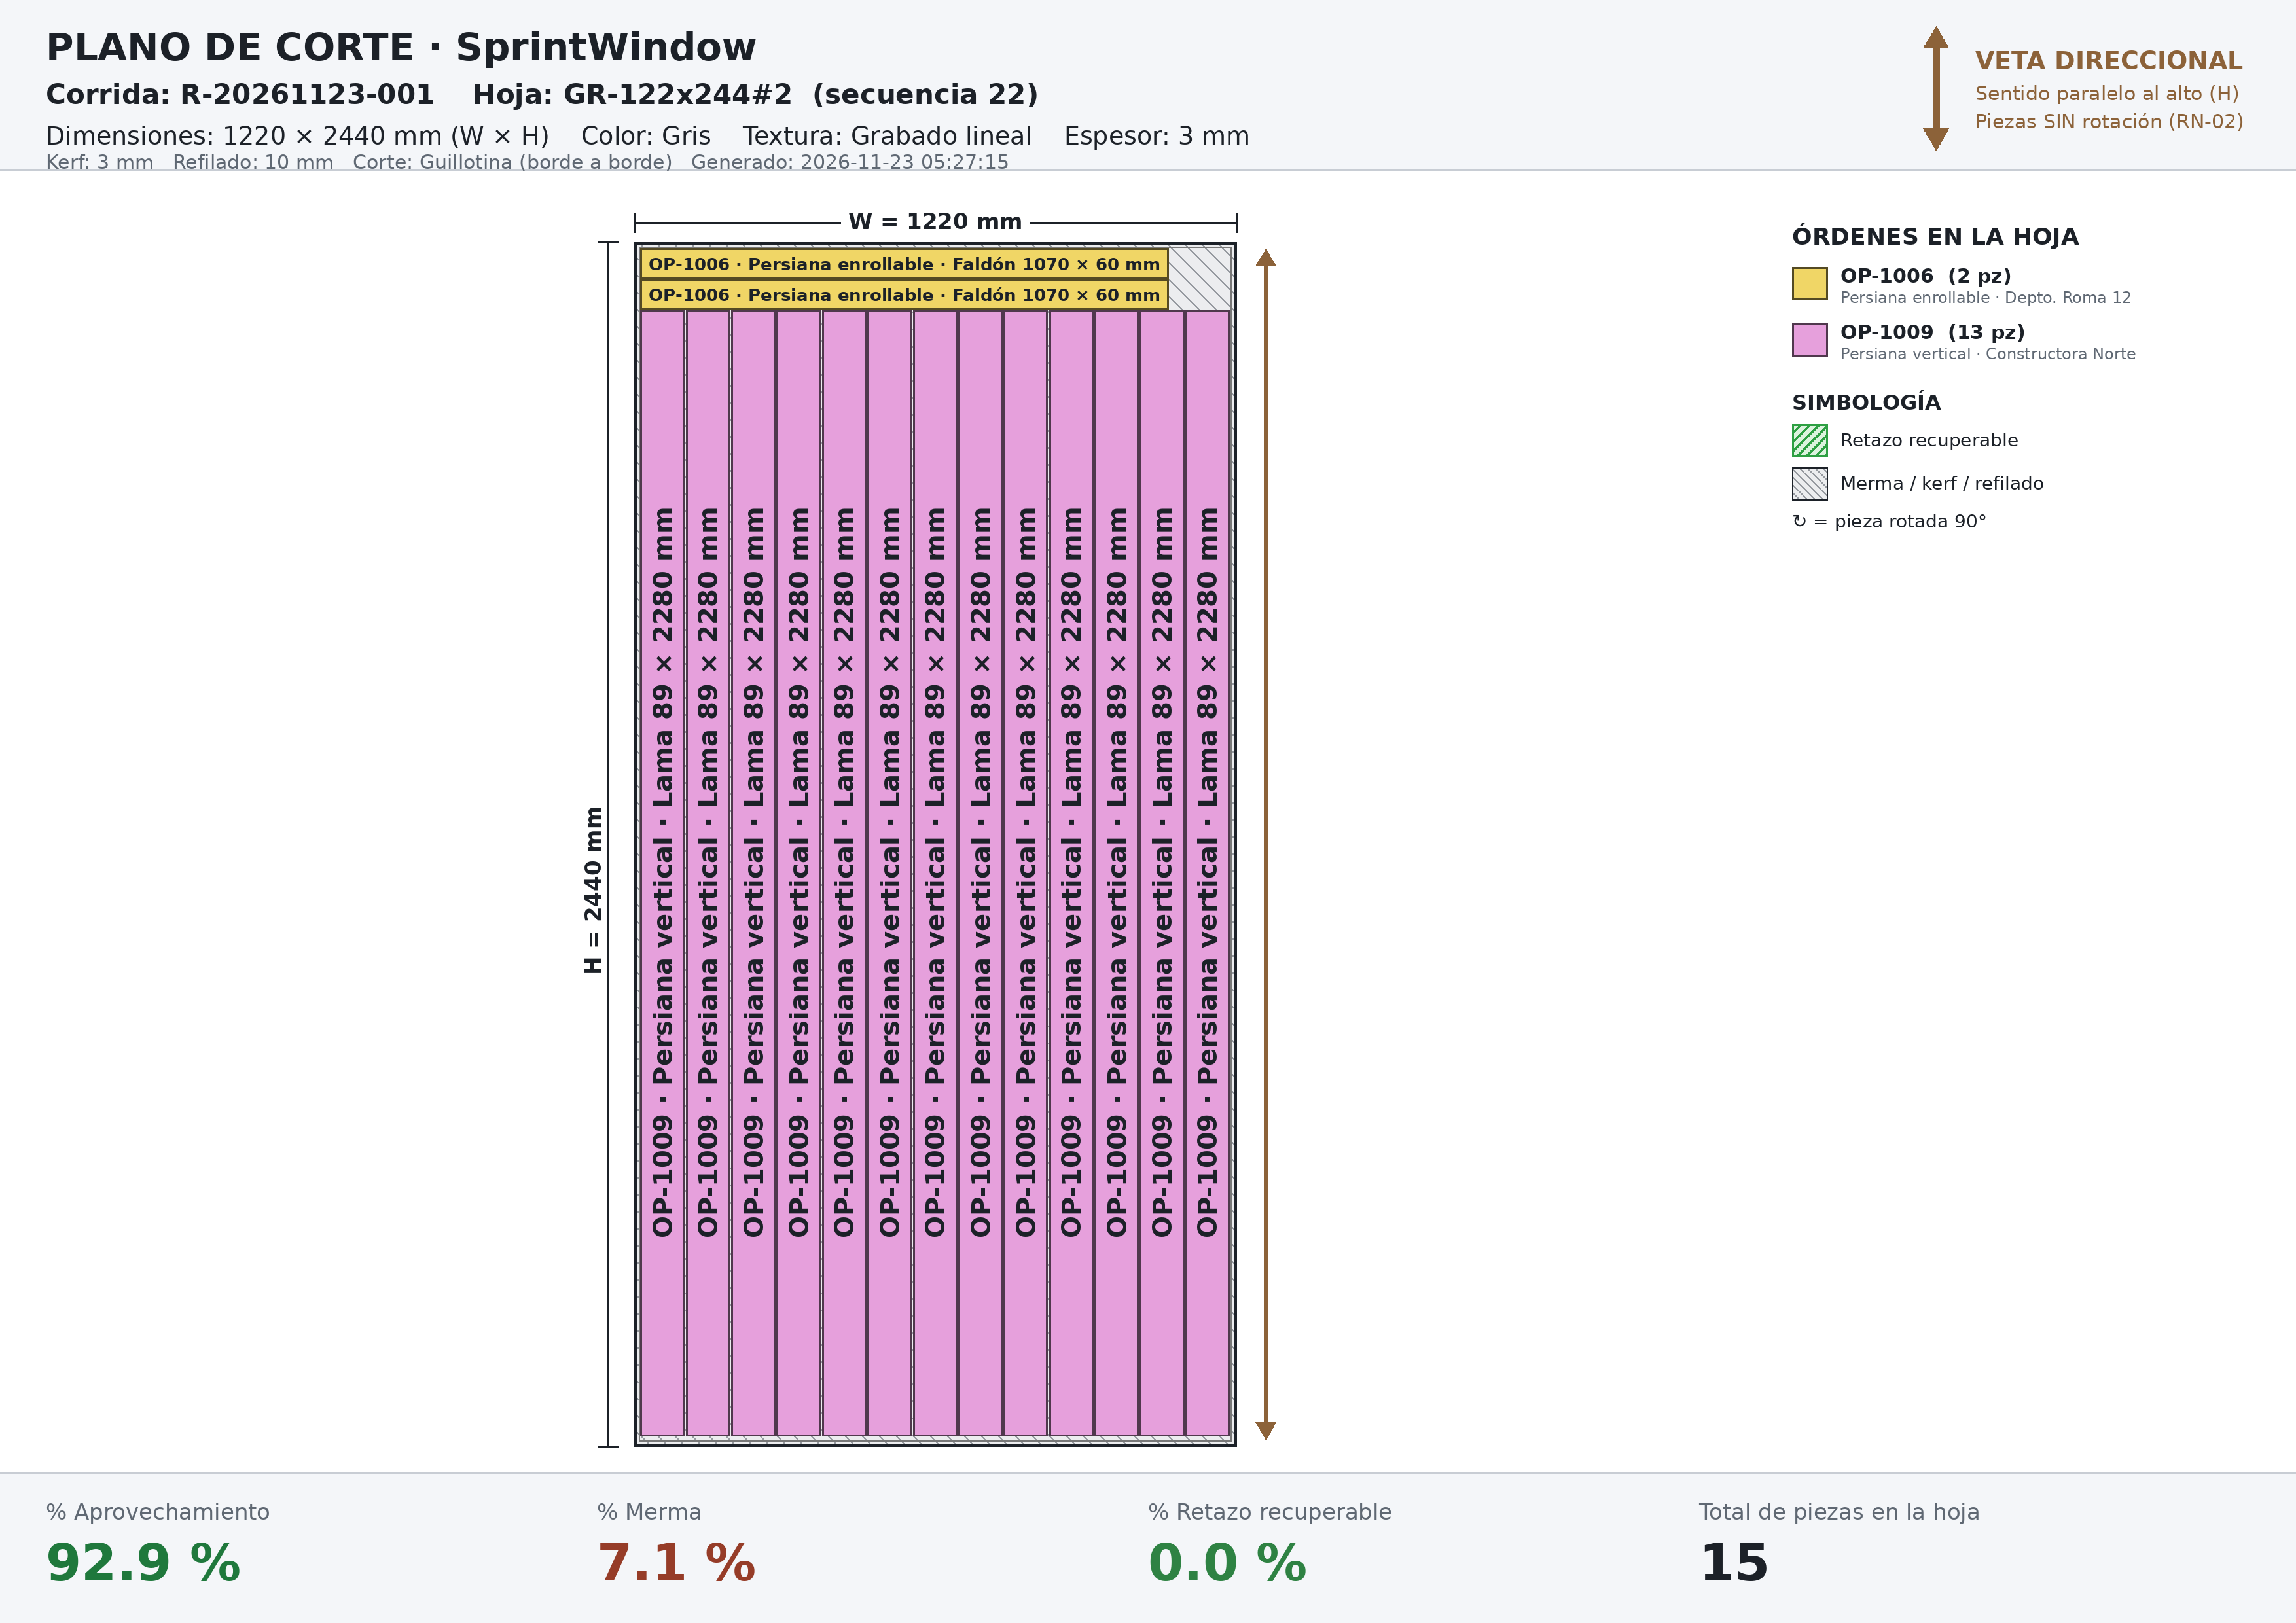 PLANO DE CORTE · SprintWindow
Corrida: R-20261123-001    Hoja: GR-122x244#2  (secuencia 22)
Dimensiones: 1220 × 2440 mm (W × H)    Color: Gris    Textura: Grabado lineal    Espesor: 3 mm
Kerf: 3 mm   Refilado: 10 mm   Corte: Guillotina (borde a borde)   Generado: 2026-11-23 05:27:15
VETA DIRECCIONAL
Sentido paralelo al alto (H)
Piezas SIN rotación (RN-02)
W = 1220 mm
H = 2440 mm
OP-1006 · Persiana enrollable · Faldón 1070 × 60 mm
OP-1006 · Persiana enrollable · Faldón 1070 × 60 mm
OP-1009 · Persiana vertical · Lama 89 × 2280 mm
OP-1009 · Persiana vertical · Lama 89 × 2280 mm
OP-1009 · Persiana vertical · Lama 89 × 2280 mm
OP-1009 · Persiana vertical · Lama 89 × 2280 mm
OP-1009 · Persiana vertical · Lama 89 × 2280 mm
OP-1009 · Persiana vertical · Lama 89 × 2280 mm
OP-1009 · Persiana vertical · Lama 89 × 2280 mm
OP-1009 · Persiana vertical · Lama 89 × 2280 mm
OP-1009 · Persiana vertical · Lama 89 × 2280 mm
OP-1009 · Persiana vertical · Lama 89 × 2280 mm
OP-1009 · Persiana vertical · Lama 89 × 2280 mm
OP-1009 · Persiana vertical · Lama 89 × 2280 mm
OP-1009 · Persiana vertical · Lama 89 × 2280 mm
ÓRDENES EN LA HOJA
OP-1006  (2 pz)
Persiana enrollable · Depto. Roma 12
OP-1009  (13 pz)
Persiana vertical · Constructora Norte
SIMBOLOGÍA
Retazo recuperable
Merma / kerf / refilado
↻ = pieza rotada 90°
% Aprovechamiento
92.9 %
% Merma
7.1 %
% Retazo recuperable
0.0 %
Total de piezas en la hoja
15